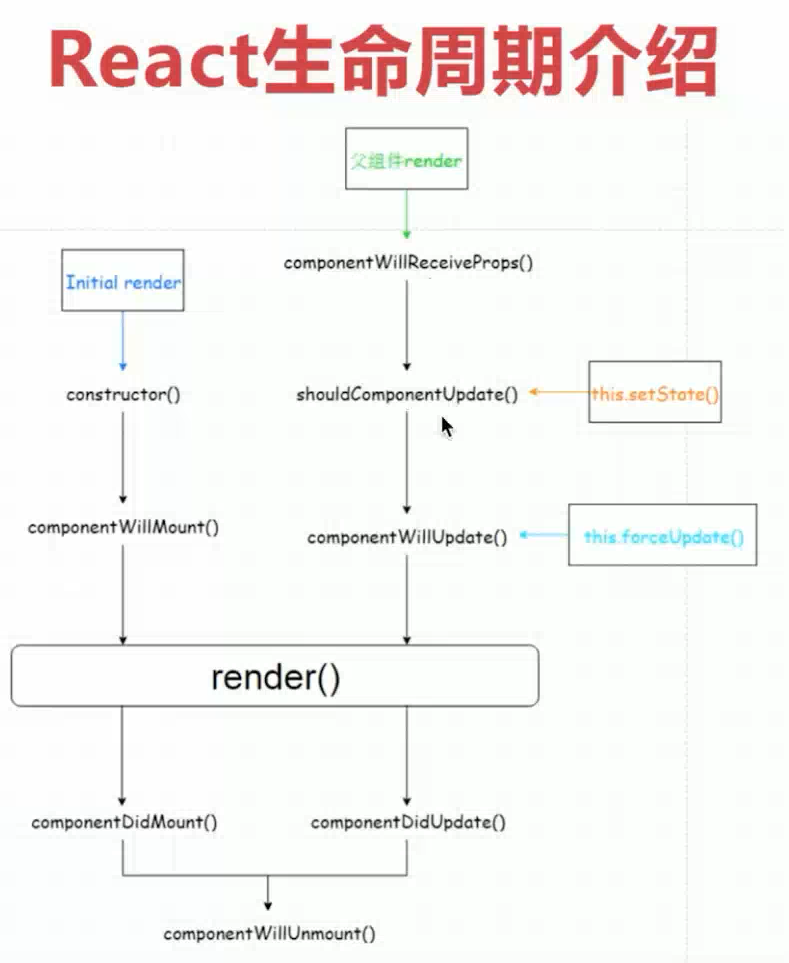 React生命周期介绍
父组件render
componentWillReceiveProps()
Initial render
constructor()
shouldComponentUpdate()
this.setState()
componentWillMount()
componentWillUpdate()
this.forceUpdate()
render()
componentDidMount()
componentDidUpdate()
componentWillUnmount()